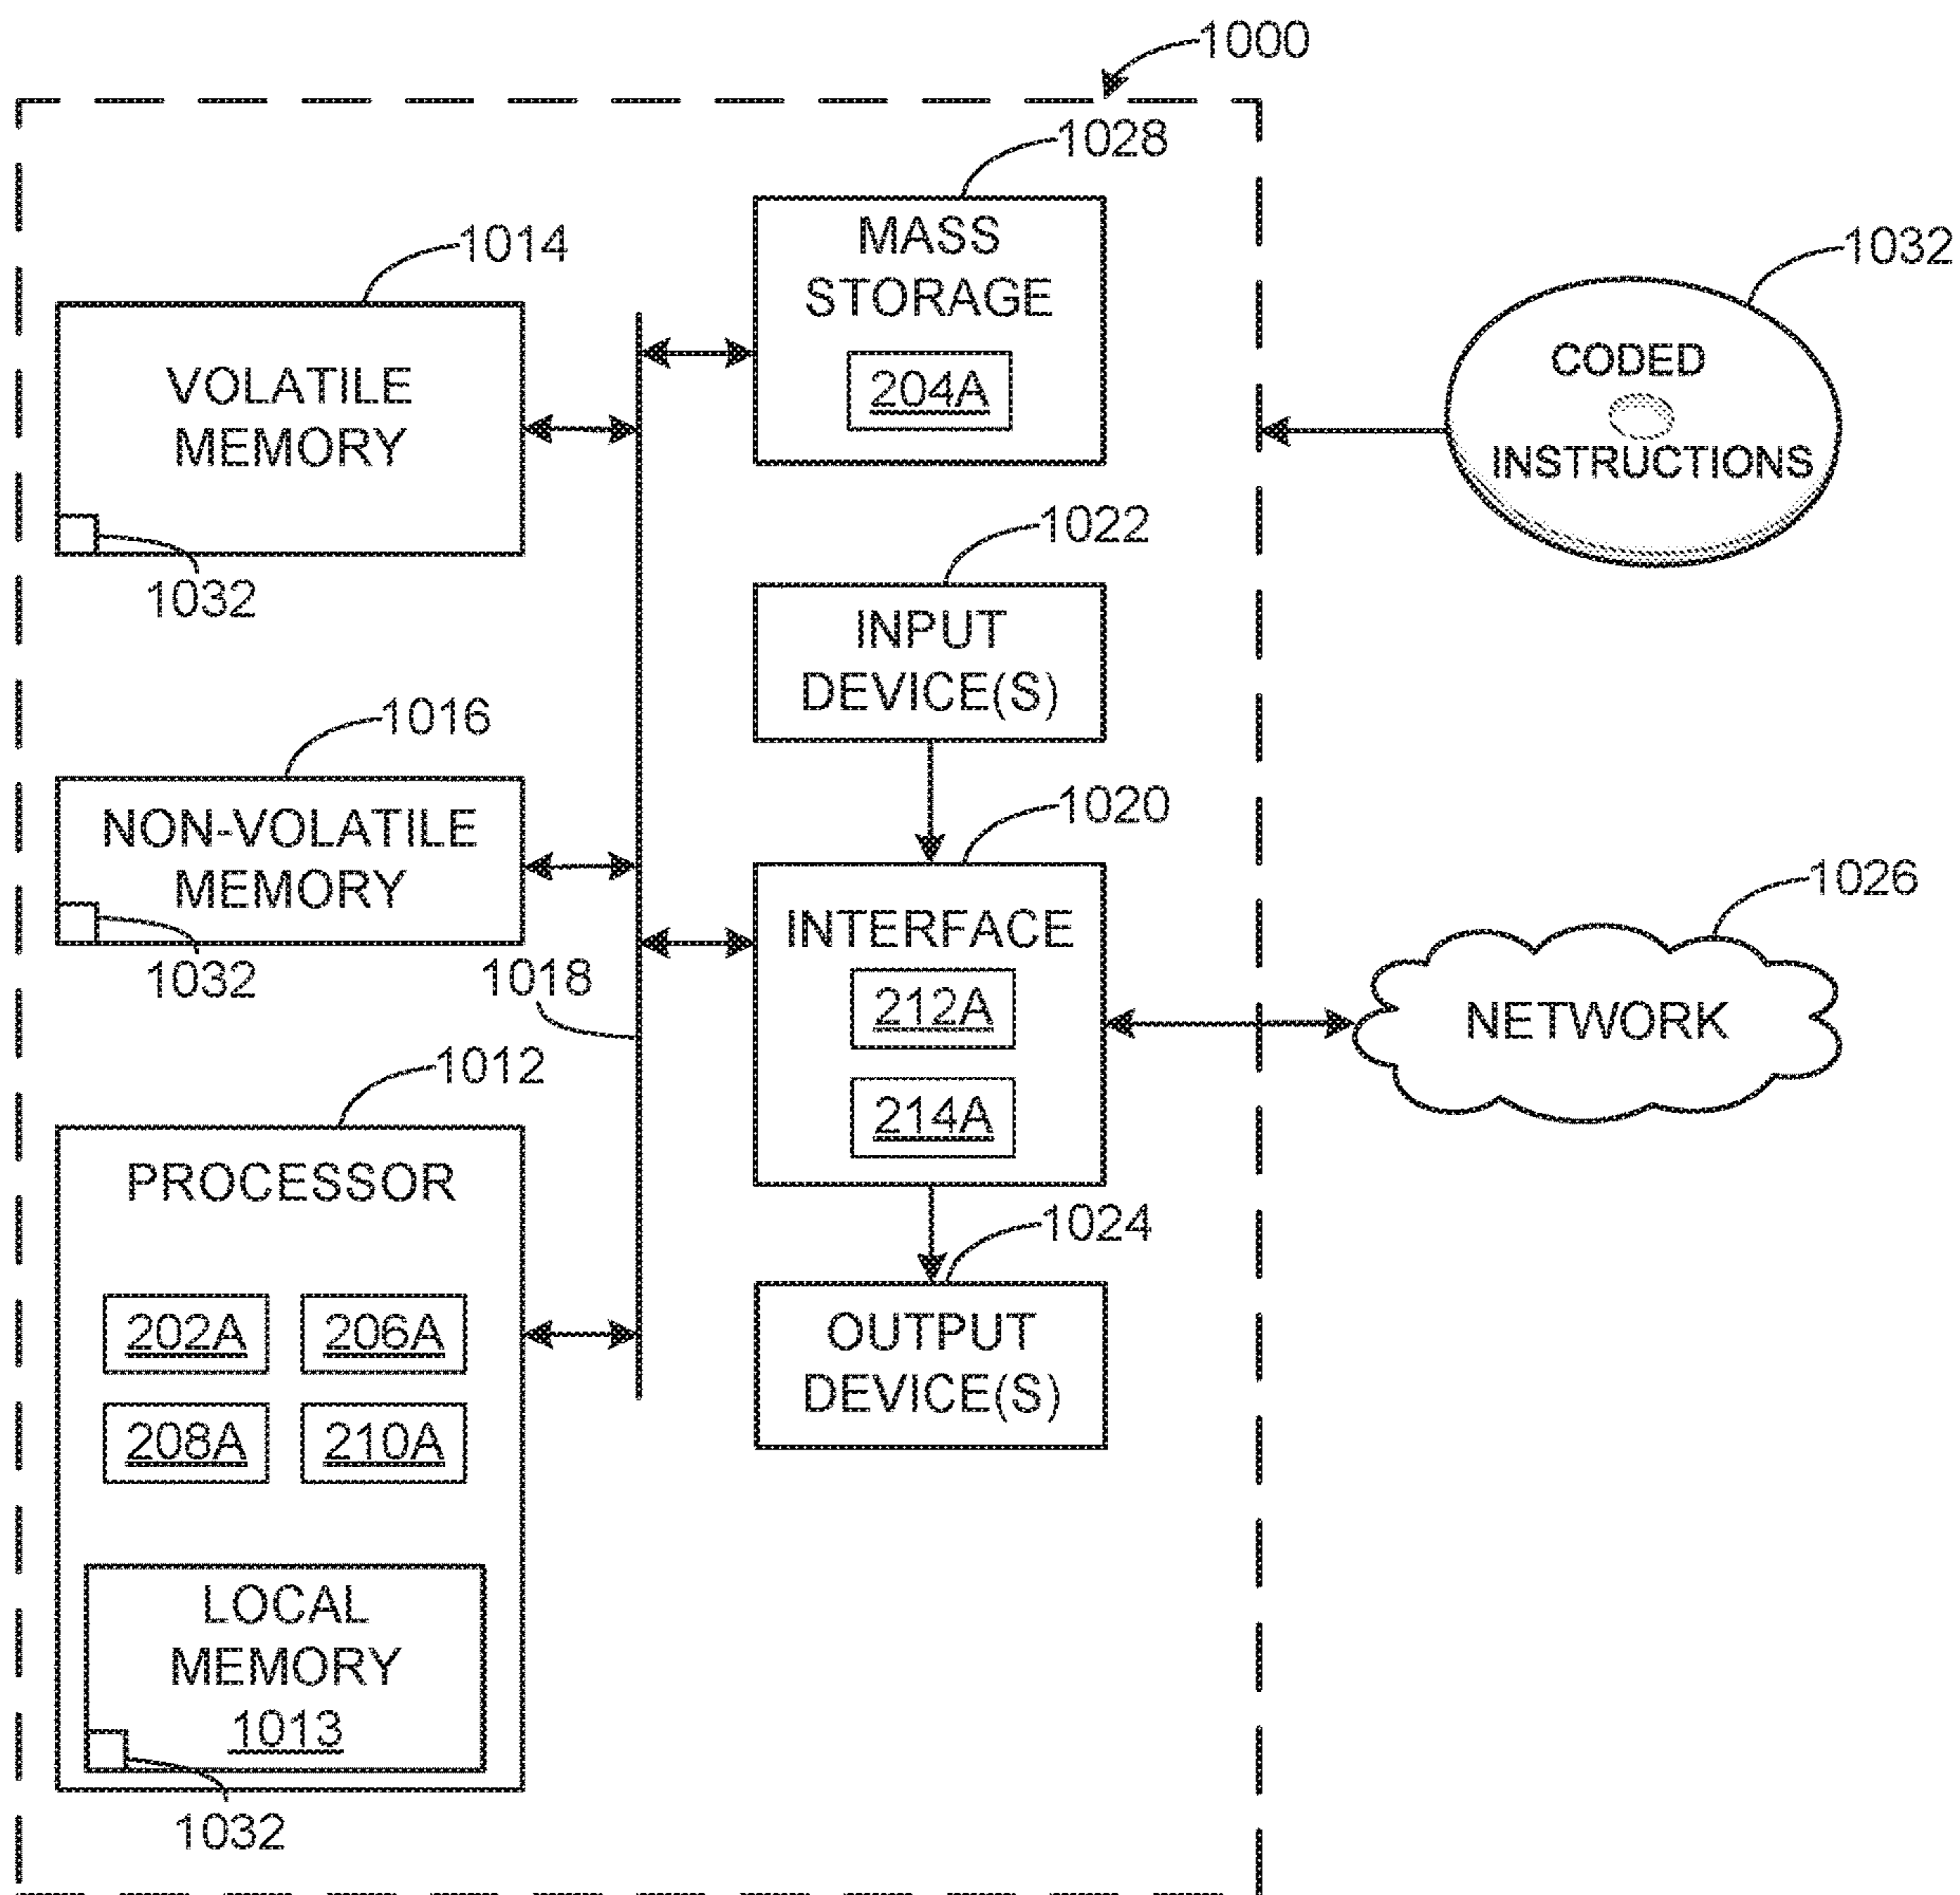 1000
1028
MASS
STORAGE
204A
1014
VOLATILE
MEMORY
1032
1032
CODED
INSTRUCTIONS
1022
INPUT
DEVICE(S)
1016
NON-VOLATILE
MEMORY
1032
1018
1020
INTERFACE
212A
214A
1026
NETWORK
1012
PROCESSOR
202A
206A
208A
210A
LOCAL
MEMORY
1013
1032
1024
OUTPUT
DEVICE(S)